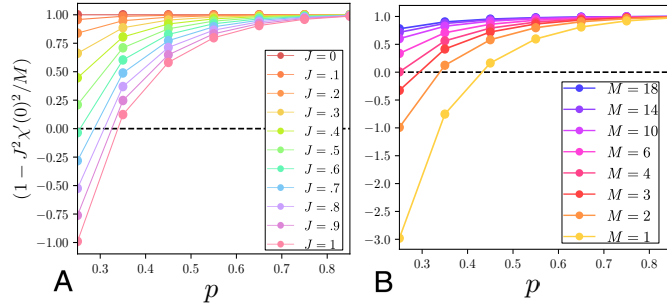 1.00
0.75
0.50
0.25
0.00
−0.25
−0.50
−0.75
−1.00
(1 − J²χ′(0)²/M)
J = 0
J = .1
J = .2
J = .3
J = .4
J = .5
J = .6
J = .7
J = .8
J = .9
J = 1
A
0.3 0.4 0.5 0.6 0.7 0.8
p
1.0
0.5
0.0
−0.5
−1.0
−1.5
−2.0
−2.5
−3.0
M = 18
M = 14
M = 10
M = 6
M = 4
M = 3
M = 2
M = 1
B
0.3 0.4 0.5 0.6 0.7 0.8
p